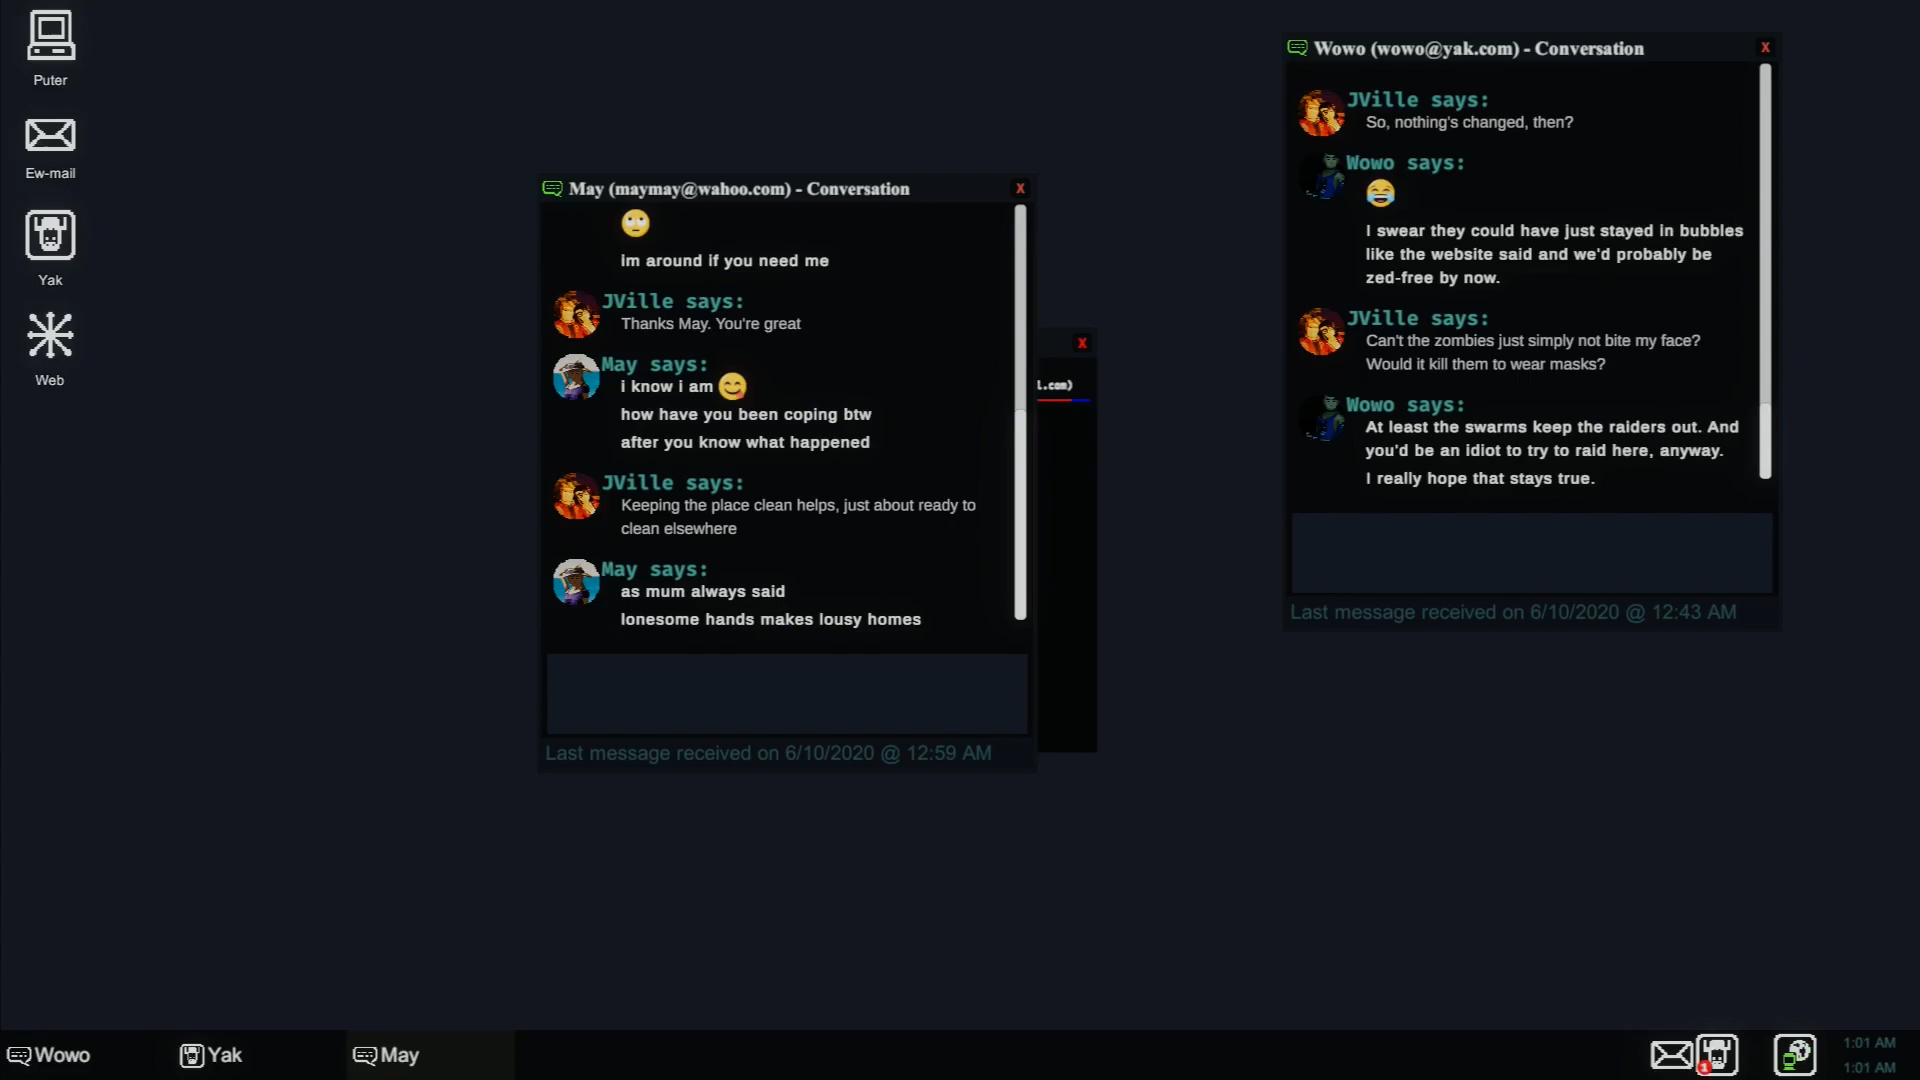 Puter
Ew-mail
Yak
Web
May (maymay@wahoo.com) - Conversation
X
im around if you need me
JVille says:
Thanks May. You're great
May says:
i know i am 😋
how have you been coping btw
after you know what happened
JVille says:
Keeping the place clean helps, just about ready to
clean elsewhere
May says:
as mum always said
lonesome hands makes lousy homes
Last message received on 6/10/2020 @ 12:59 AM
X
l.com)
Wowo (wowo@yak.com) - Conversation
X
JVille says:
So, nothing's changed, then?
Wowo says:
I swear they could have just stayed in bubbles
like the website said and we'd probably be
zed-free by now.
JVille says:
Can't the zombies just simply not bite my face?
Would it kill them to wear masks?
Wowo says:
At least the swarms keep the raiders out. And
you'd be an idiot to try to raid here, anyway.
I really hope that stays true.
Last message received on 6/10/2020 @ 12:43 AM
Wowo
Yak
May
1
1:01 AM
1:01 AM